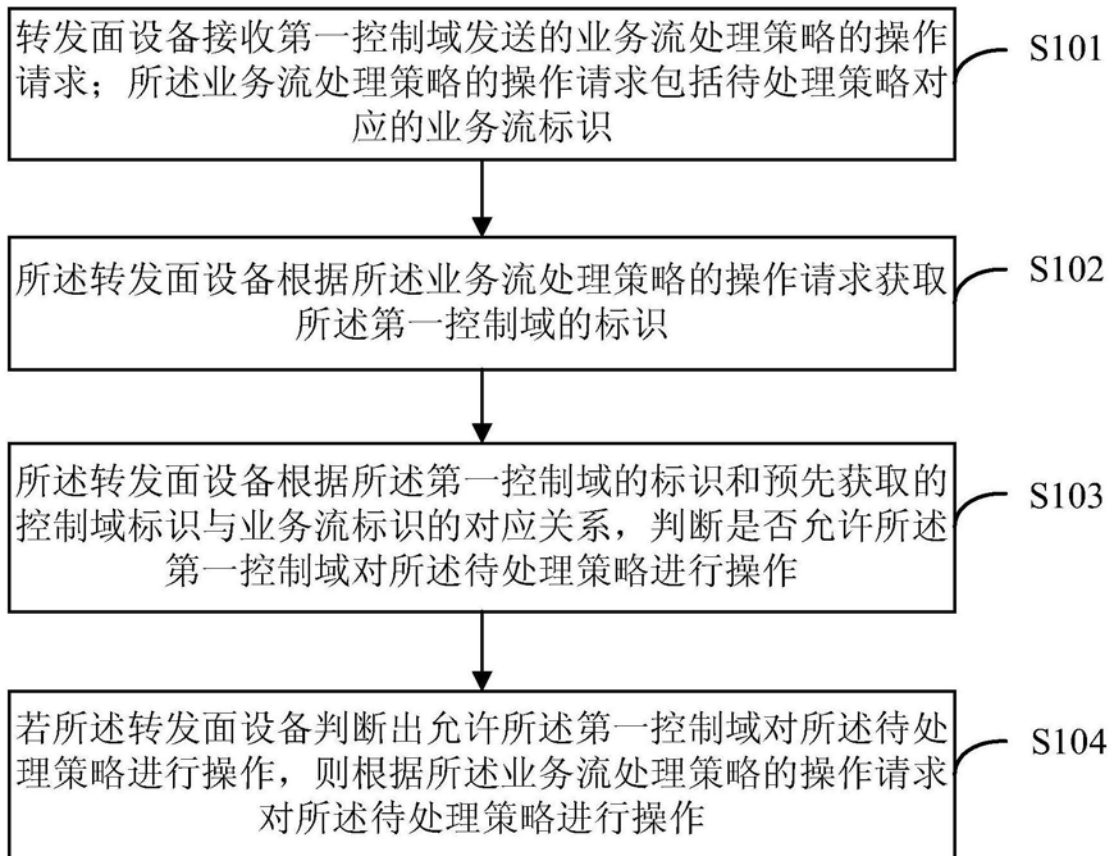 转发面设备接收第一控制域发送的业务流处理策略的操作
请求；所述业务流处理策略的操作请求包括待处理策略对
应的业务流标识
S101
所述转发面设备根据所述业务流处理策略的操作请求获取
所述第一控制域的标识
S102
所述转发面设备根据所述第一控制域的标识和预先获取的
控制域标识与业务流标识的对应关系，判断是否允许所述
第一控制域对所述待处理策略进行操作
S103
若所述转发面设备判断出允许所述第一控制域对所述待处
理策略进行操作，则根据所述业务流处理策略的操作请求
对所述待处理策略进行操作
S104